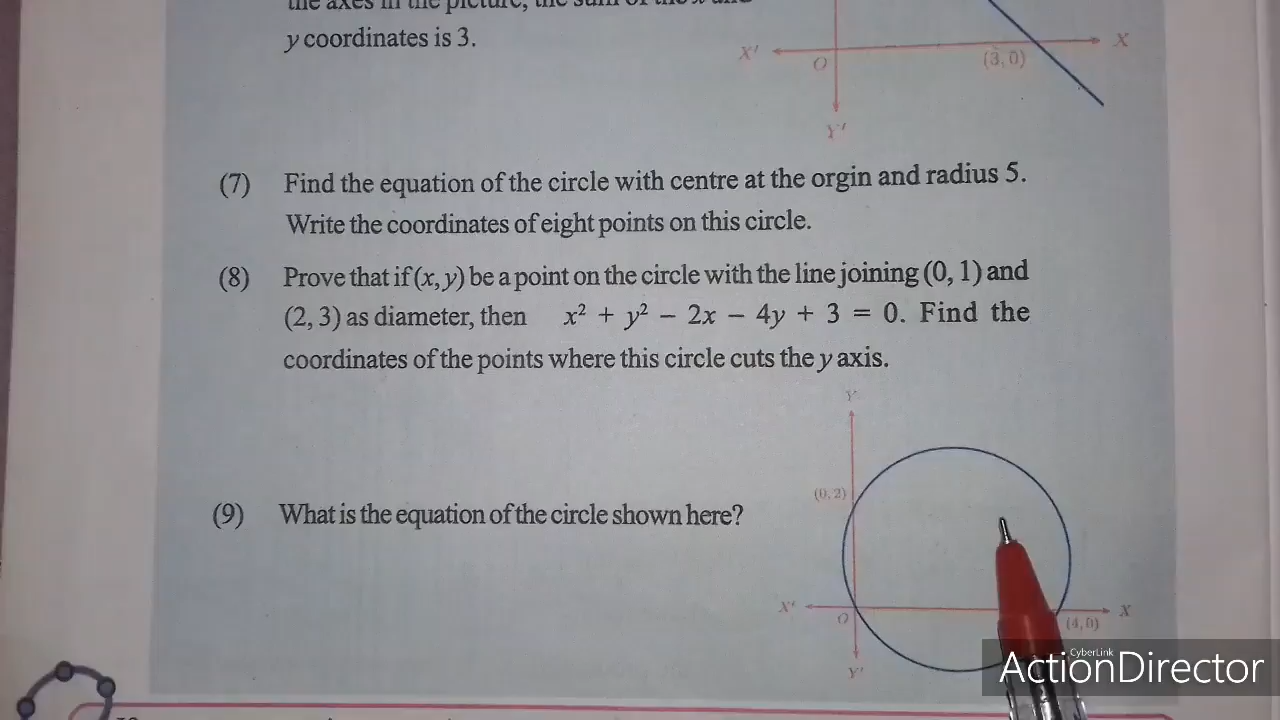 y coordinates is 3.
X' O (3, 0) X
Y'
(7) Find the equation of the circle with centre at the orgin and radius 5.
Write the coordinates of eight points on this circle.
(8) Prove that if (x, y) be a point on the circle with the line joining (0, 1) and
(2, 3) as diameter, then x² + y² − 2x − 4y + 3 = 0. Find the
coordinates of the points where this circle cuts the y axis.
Y
(0, 2)
(9) What is the equation of the circle shown here?
X' O X
(4, 0)
Y'
CyberLink
ActionDirector